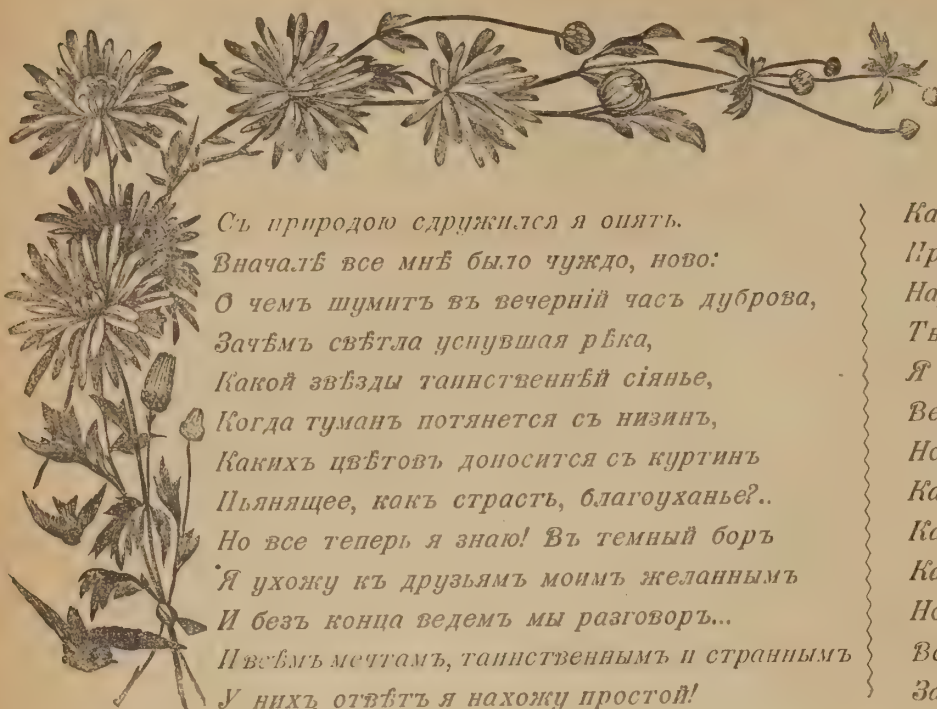 Съ природою сдружился я опять.
Вначалѣ все мнѣ было чуждо, ново:
О чемъ шумитъ въ вечерній часъ дуброва,
Зачѣмъ свѣтла уснувшая рѣка,
Какой звѣзды таинственнѣй сіянье,
Когда туманъ потянется съ низинъ,
Какихъ цвѣтовъ доносится съ куртинъ
Пьянящее, какъ страсть, благоуханье?..
Но все теперь я знаю! Въ темный боръ
Я ухожу къ друзьямъ моимъ желаннымъ
И безъ конца ведемъ мы разговоръ...
И всѣмъ мечтамъ, таинственнымъ и страннымъ
У нихъ отвѣтъ я нахожу простой!
Я